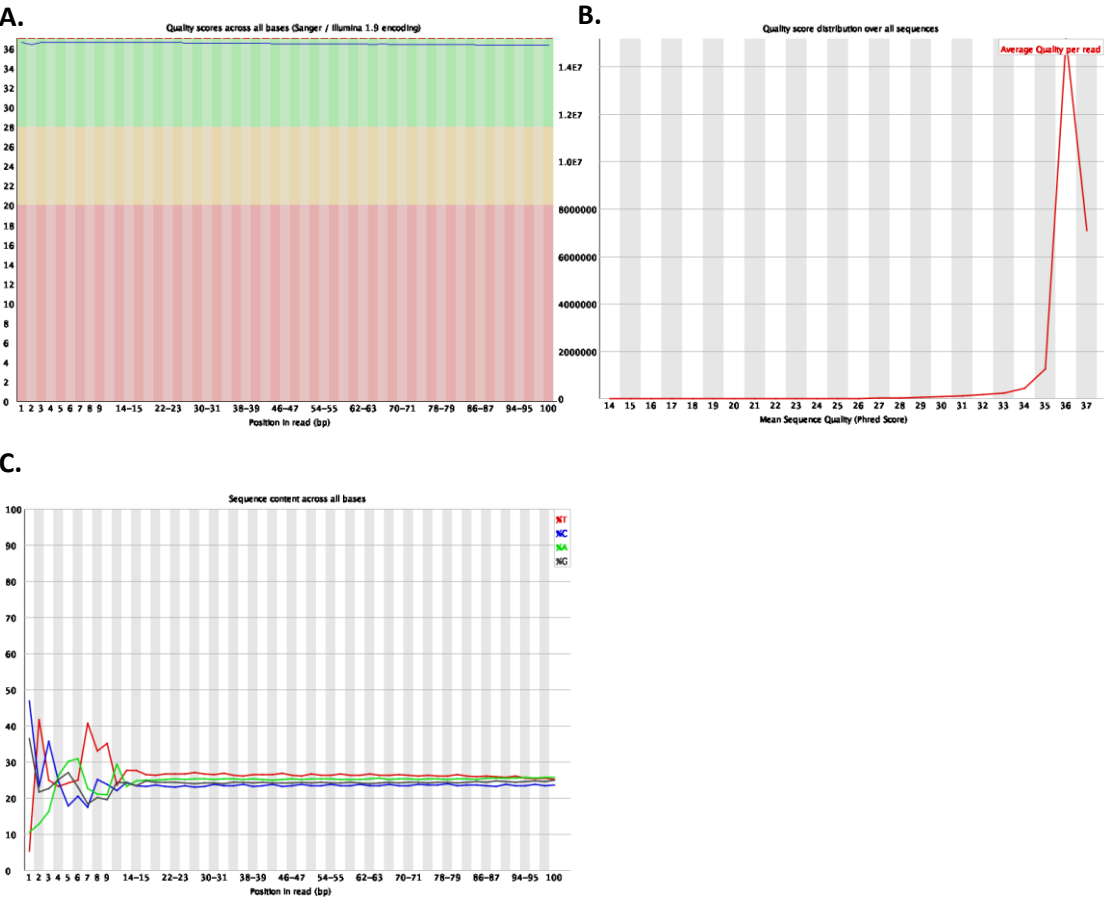 A.
Quality scores across all bases (Sanger / Illumina 1.9 encoding)
36
34
32
30
28
26
24
22
20
18
16
14
12
10
8
6
4
2
0
1 2 3 4 5 6 7 8 9 14-15 22-23 30-31 38-39 46-47 54-55 62-63 70-71 78-79 86-87 94-95 100
Position in read (bp)
B.
Quality score distribution over all sequences
Average Quality per read
1.4E7
1.2E7
1.0E7
8000000
6000000
4000000
2000000
0
14 15 16 17 18 19 20 21 22 23 24 25 26 27 28 29 30 31 32 33 34 35 36 37
Mean Sequence Quality (Phred Score)
C.
Sequence content across all bases
100
90
80
70
60
50
40
30
20
10
0
%T
%C
%A
%G
1 2 3 4 5 6 7 8 9 14-15 22-23 30-31 38-39 46-47 54-55 62-63 70-71 78-79 86-87 94-95 100
Position in read (bp)